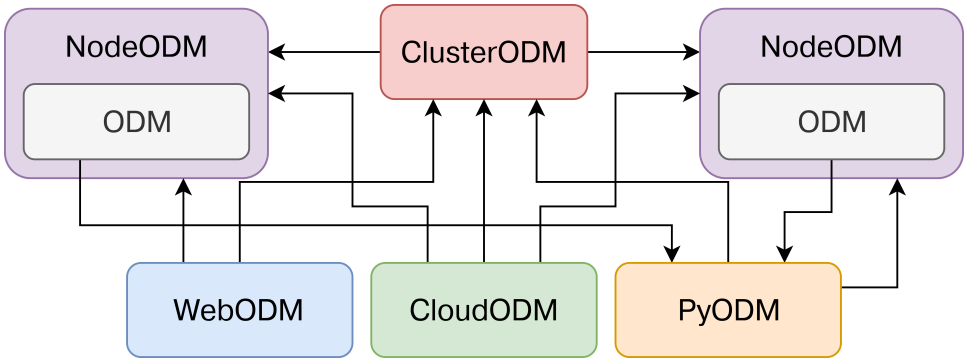 NodeODM
ClusterODM
NodeODM
ODM
ODM
WebODM
CloudODM
PyODM